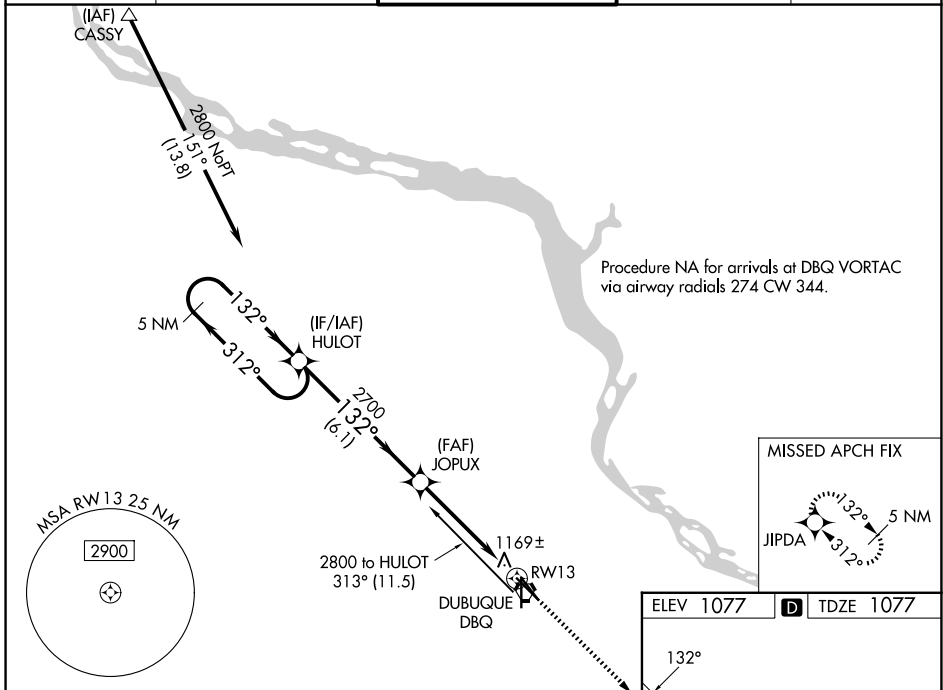 (IAF)
CASSY
2800 NoPT
151°
(13.8)
Procedure NA for arrivals at DBQ VORTAC
via airway radials 274 CW 344.
5 NM
132°
312°
(IF/IAF)
HULOT
2700
132°
(6.1)
(FAF)
JOPUX
MISSED APCH FIX
132°
5 NM
JIPDA
312°
MSA RW13 25 NM
2900
2800 to HULOT
313° (11.5)
1169±
RW13
DUBUQUE
DBQ
ELEV 1077
D
TDZE 1077
132°